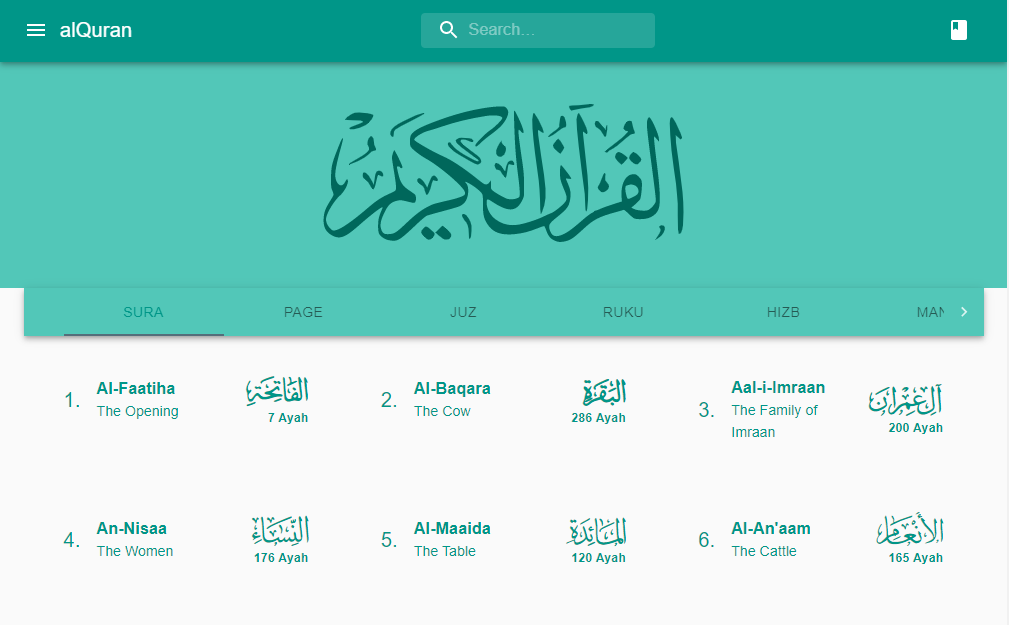 alQuran
Search...
القرآن الكريم
SURA PAGE JUZ RUKU HIZB MAN
1. Al-Faatiha
The Opening
الفاتحة
7 Ayah
2. Al-Baqara
The Cow
البقرة
286 Ayah
3. Aal-i-Imraan
The Family of
Imraan
آل عمران
200 Ayah
4. An-Nisaa
The Women
النساء
176 Ayah
5. Al-Maaida
The Table
المائدة
120 Ayah
6. Al-An'aam
The Cattle
الأنعام
165 Ayah